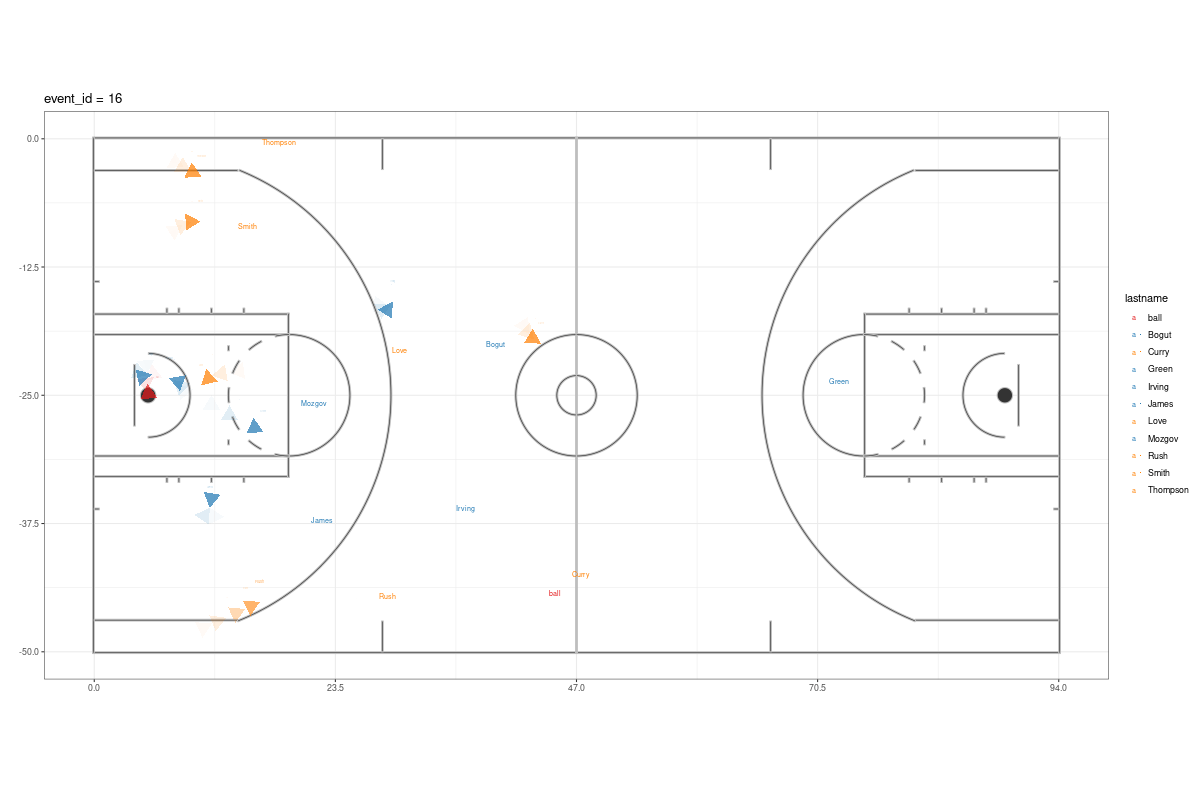 event_id = 16
0.0
-12.5
-25.0
-37.5
-50.0
Thompson
Smith
Bogut
Love
Green
Mozgov
Irving
James
Curry
ball
Rush
0.0
23.5
47.0
70.5
94.0
lastname
a ball
a Bogut
a Curry
a Green
a Irving
a James
a Love
a Mozgov
a Rush
a Smith
a Thompson